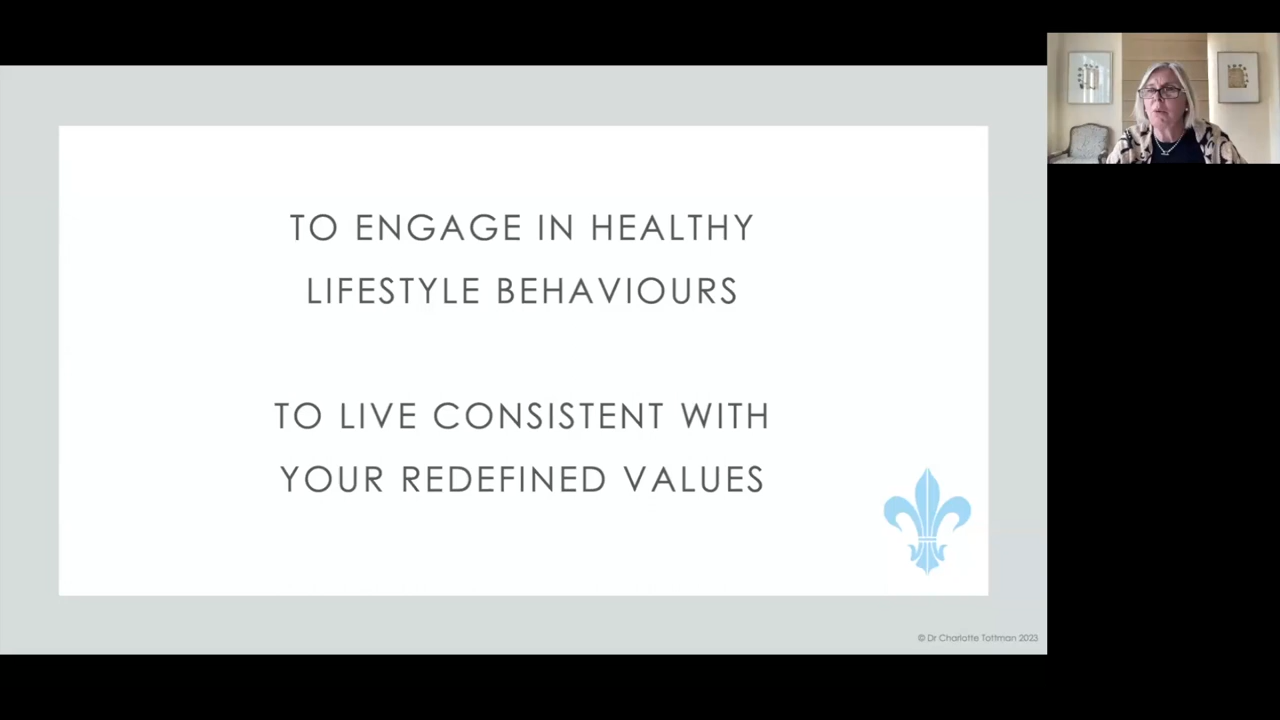 TO ENGAGE IN HEALTHY
LIFESTYLE BEHAVIOURS
TO LIVE CONSISTENT WITH
YOUR REDEFINED VALUES
© Dr Charlotte Tottman 2023